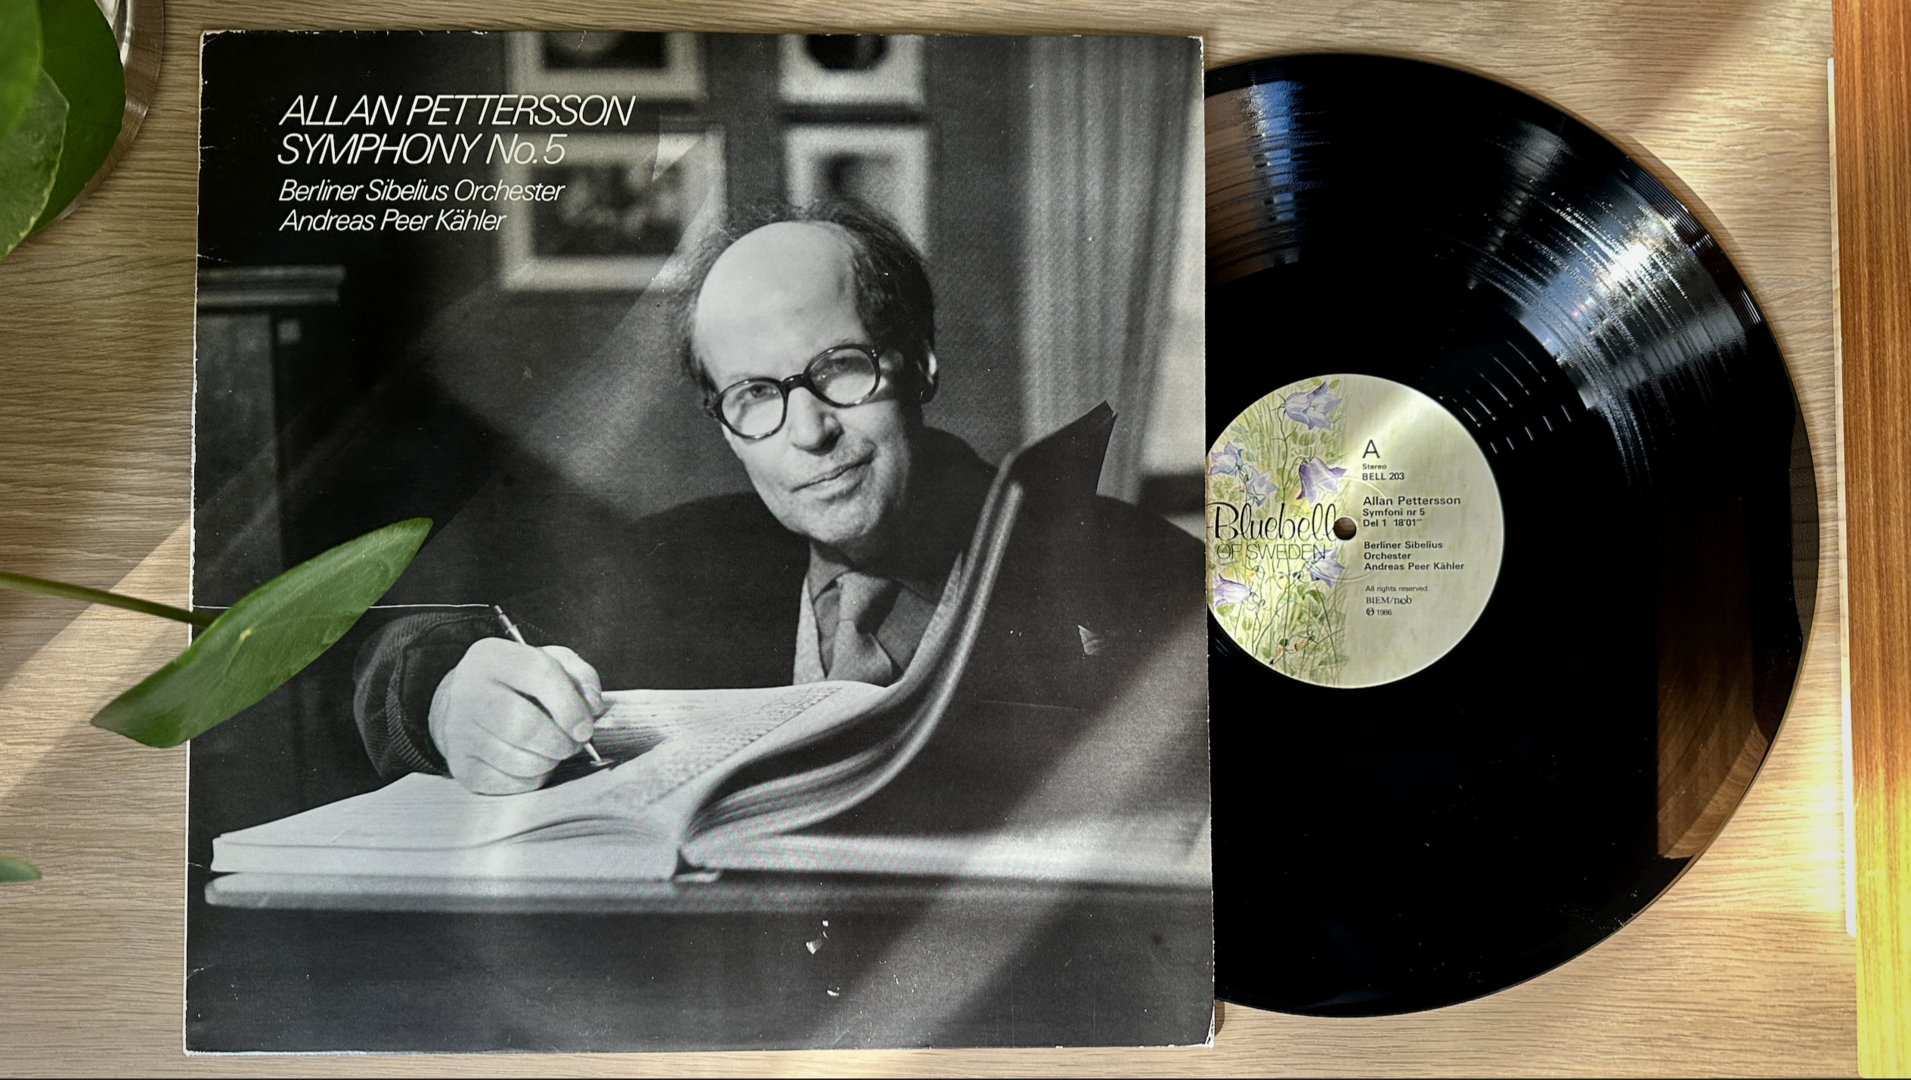 ALLAN PETTERSSON
SYMPHONY No. 5
Berliner Sibelius Orchester
Andreas Peer Kähler
A
Stereo
BELL 203
Allan Pettersson
Symfoni nr 5
Del 1 18'01"
Berliner Sibelius
Orchester
Andreas Peer Kähler
All rights reserved.
BIEM/ncb
℗ 1986
Bluebell
OF SWEDEN